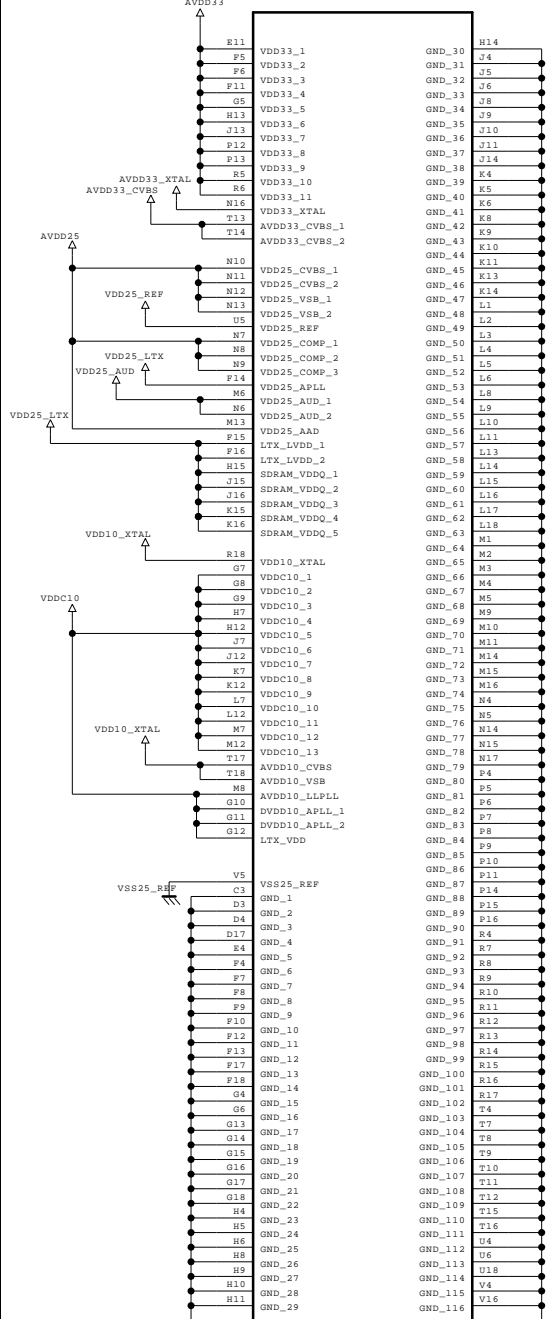 AVDD33
E11 VDD33_1
F5 VDD33_2
F6 VDD33_3
F11 VDD33_4
G5 VDD33_5
H13 VDD33_6
J13 VDD33_7
P12 VDD33_8
P13 VDD33_9
R5 VDD33_10
AVDD33_XTAL
R6 VDD33_11
AVDD33_CVBS
N16 VDD33_XTAL
T13 AVDD33_CVBS_1
T14 AVDD33_CVBS_2
AVDD25
N10 VDD25_CVBS_1
N11 VDD25_CVBS_2
N12 VDD25_VSB_1
VDD25_REF
N13 VDD25_VSB_2
U5 VDD25_REF
N7 VDD25_COMP_1
N8 VDD25_COMP_2
VDD25_LTX
N9 VDD25_COMP_3
VDD25_AUD
F14 VDD25_APLL
M6 VDD25_AUD_1
N6 VDD25_AUD_2
VDD25_LTX
M13 VDD25_AAD
F15 LTX_LVDD_1
F16 LTX_LVDD_2
H15 SDRAM_VDDQ_1
J15 SDRAM_VDDQ_2
J16 SDRAM_VDDQ_3
K15 SDRAM_VDDQ_4
K16 SDRAM_VDDQ_5
VDD10_XTAL
R18 VDD10_XTAL
G7 VDDC10_1
G8 VDDC10_2
VDDC10
G9 VDDC10_3
H7 VDDC10_4
H12 VDDC10_5
J7 VDDC10_6
J12 VDDC10_7
K7 VDDC10_8
K12 VDDC10_9
L7 VDDC10_10
L12 VDDC10_11
VDD10_XTAL
M7 VDDC10_12
M12 VDDC10_13
T17 AVDD10_CVBS
T18 AVDD10_VSB
M8 AVDD10_LLPLL
G10 DVDD10_APLL_1
G11 DVDD10_APLL_2
G12 LTX_VDD
VSS25_REF
V5 VSS25_REF
C3 GND_1
D3 GND_2
D4 GND_3
D17 GND_4
E4 GND_5
F4 GND_6
F7 GND_7
F8 GND_8
F9 GND_9
F10 GND_10
F12 GND_11
F13 GND_12
F17 GND_13
F18 GND_14
G4 GND_15
G6 GND_16
G13 GND_17
G14 GND_18
G15 GND_19
G16 GND_20
G17 GND_21
G18 GND_22
H4 GND_23
H5 GND_24
H6 GND_25
H8 GND_26
H9 GND_27
H10 GND_28
H11 GND_29
GND_30 H14
GND_31 J4
GND_32 J5
GND_33 J6
GND_34 J8
GND_35 J9
GND_36 J10
GND_37 J11
GND_38 J14
GND_39 K4
GND_40 K5
GND_41 K6
GND_42 K8
GND_43 K9
GND_44 K10
GND_45 K11
GND_46 K13
GND_47 K14
GND_48 L1
GND_49 L2
GND_50 L3
GND_51 L4
GND_52 L5
GND_53 L6
GND_54 L8
GND_55 L9
GND_56 L10
GND_57 L11
GND_58 L13
GND_59 L14
GND_60 L15
GND_61 L16
GND_62 L17
GND_63 L18
GND_64 M1
GND_65 M2
GND_66 M3
GND_67 M4
GND_68 M5
GND_69 M9
GND_70 M10
GND_71 M11
GND_72 M14
GND_73 M15
GND_74 M16
GND_75 N4
GND_76 N5
GND_77 N14
GND_78 N15
GND_79 N17
GND_80 P4
GND_81 P5
GND_82 P6
GND_83 P7
GND_84 P8
GND_85 P9
GND_86 P10
GND_87 P11
GND_88 P14
GND_89 P15
GND_90 P16
GND_91 R4
GND_92 R7
GND_93 R8
GND_94 R9
GND_95 R10
GND_96 R11
GND_97 R12
GND_98 R13
GND_99 R14
GND_100 R15
GND_101 R16
GND_102 R17
GND_103 T4
GND_104 T7
GND_105 T8
GND_106 T9
GND_107 T10
GND_108 T11
GND_109 T12
GND_110 T15
GND_111 T16
GND_112 U4
GND_113 U6
GND_114 U18
GND_115 V4
GND_116 V16